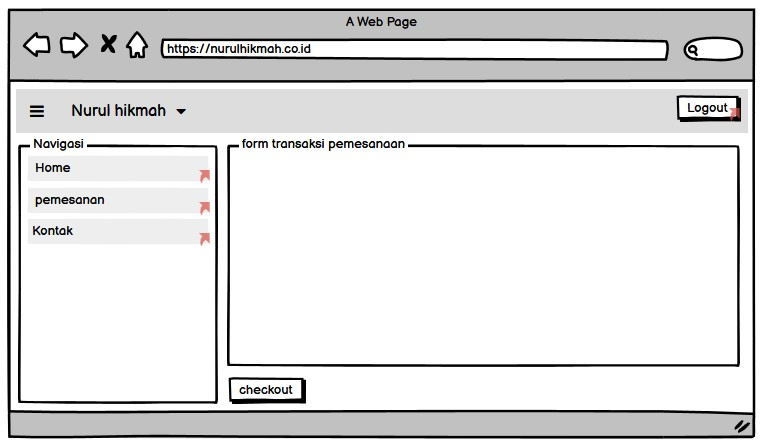 A Web Page
https://nurulhikmah.co.id
Nurul hikmah
Logout
Navigasi
Home
pemesanan
Kontak
form transaksi pemesanaan
checkout